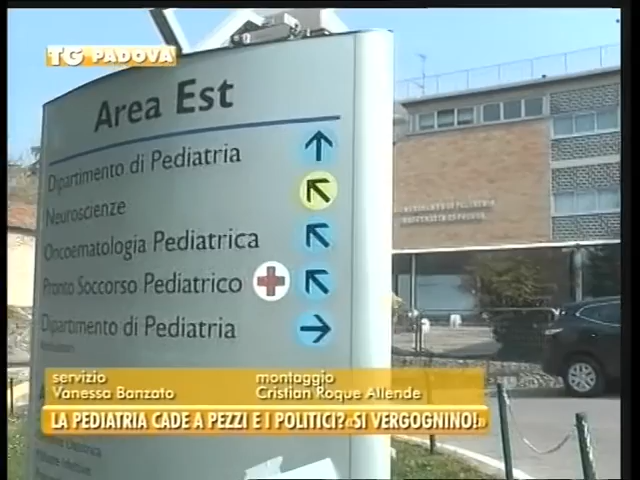 TG PADOVA
Area Est
Dipartimento di Pediatria
Neuroscienze
Oncoematologia Pediatrica
Pronto Soccorso Pediatrico
Dipartimento di Pediatria
servizio
Vanessa Banzato
montaggio
Cristian Roque Allende
LA PEDIATRIA CADE A PEZZI E I POLITICI?«SI VERGOGNINO!»